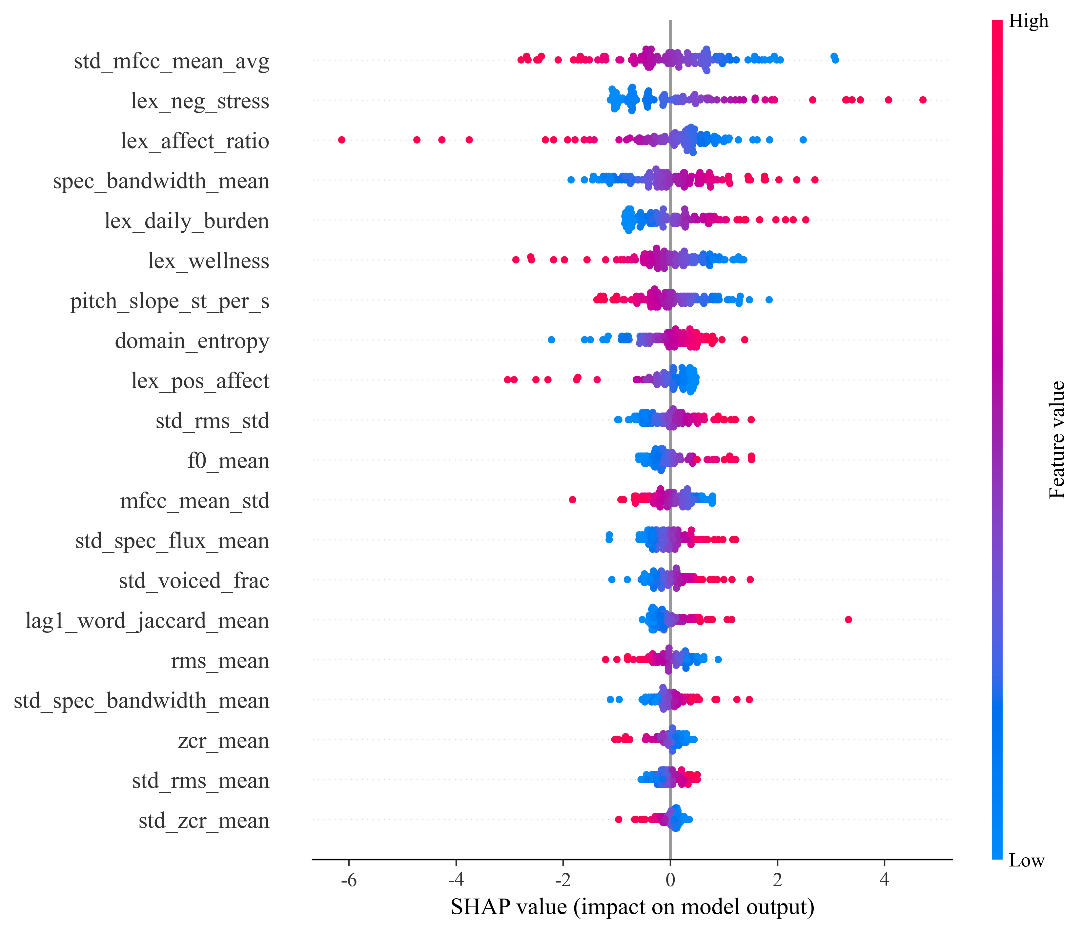 High
std_mfcc_mean_avg
lex_neg_stress
lex_affect_ratio
spec_bandwidth_mean
lex_daily_burden
lex_wellness
pitch_slope_st_per_s
domain_entropy
lex_pos_affect
std_rms_std
f0_mean
mfcc_mean_std
std_spec_flux_mean
std_voiced_frac
lag1_word_jaccard_mean
rms_mean
std_spec_bandwidth_mean
zcr_mean
std_rms_mean
std_zcr_mean
Feature value
Low
-6 -4 -2 0 2 4
SHAP value (impact on model output)